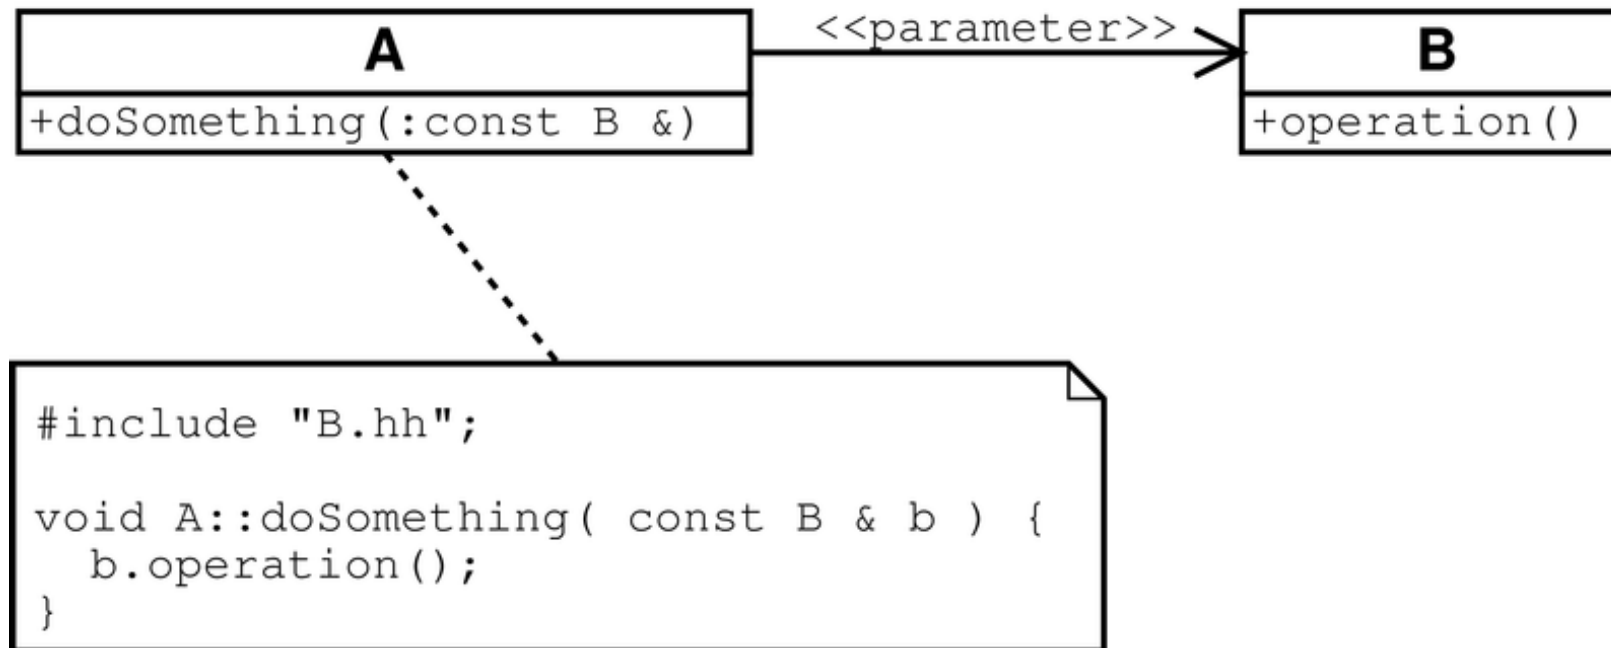 A
<<parameter>>
B
+doSomething(:const B &)
+operation()
#include "B.hh";
void A::doSomething( const B & b ) {
b.operation();
}